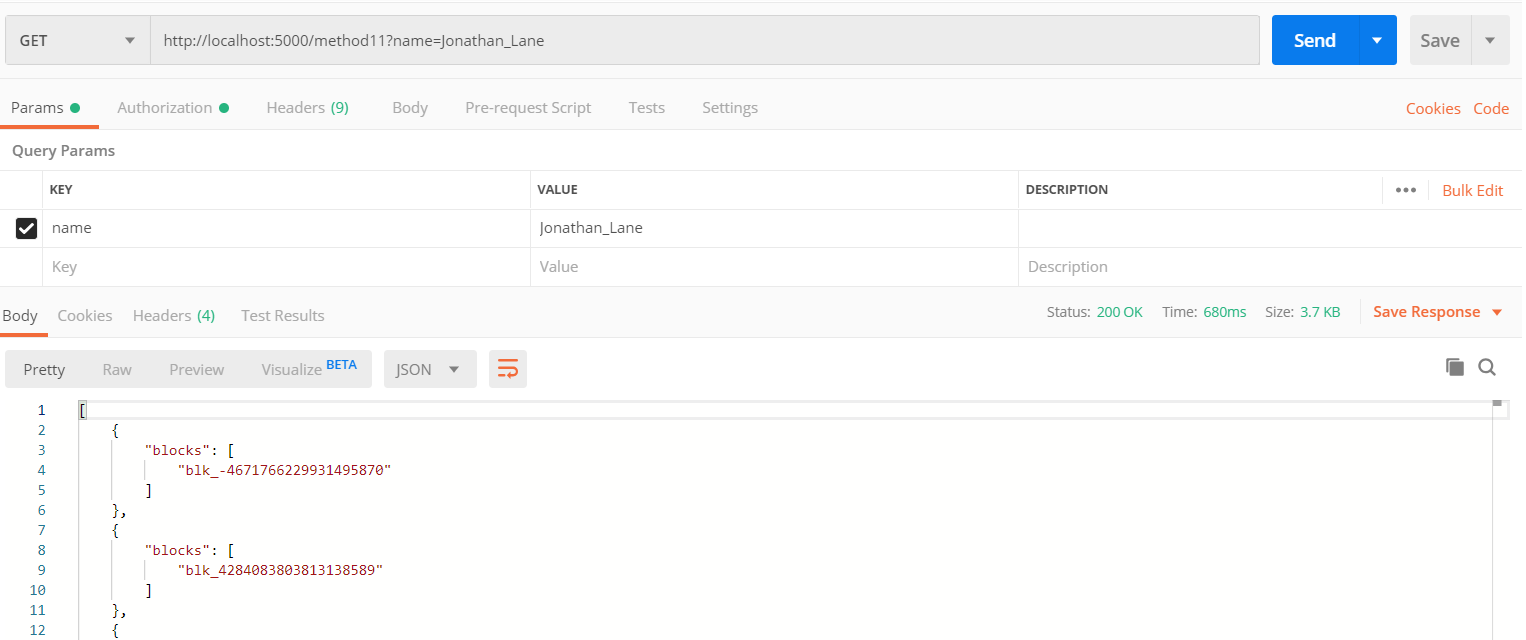 GET http://localhost:5000/method11?name=Jonathan_Lane Send Save
Params Authorization Headers (9) Body Pre-request Script Tests Settings Cookies Code
Query Params
KEY VALUE DESCRIPTION ••• Bulk Edit
name Jonathan_Lane
Key Value Description
Body Cookies Headers (4) Test Results Status: 200 OK Time: 680ms Size: 3.7 KB Save Response
Pretty Raw Preview Visualize BETA JSON
1 [
2 {
3 "blocks": [
4 "blk_-4671766229931495870"
5 ]
6 },
7 {
8 "blocks": [
9 "blk_4284083803813138589"
10 ]
11 },
12 {